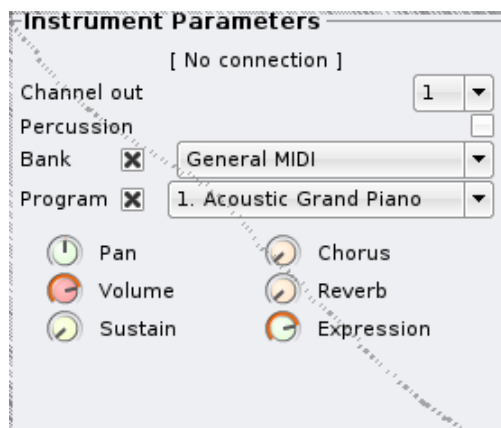 Instrument Parameters
[ No connection ]
Channel out 1
Percussion
Bank General MIDI
Program 1. Acoustic Grand Piano
Pan Chorus
Volume Reverb
Sustain Expression